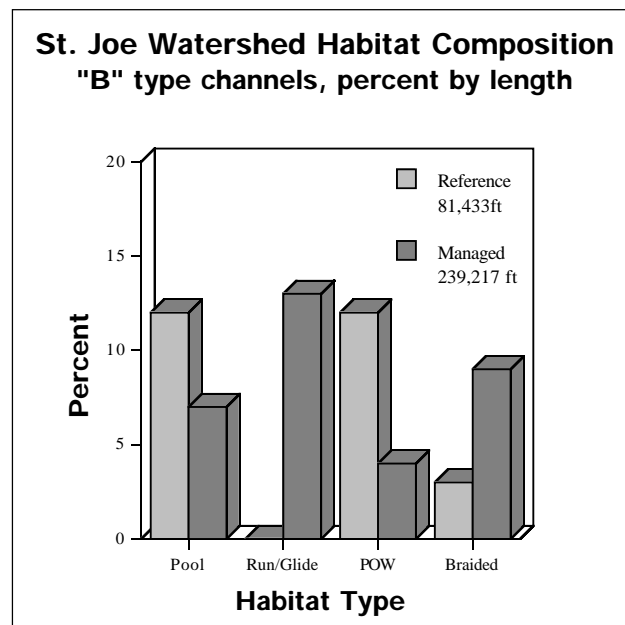 St. Joe Watershed Habitat Composition
"B" type channels, percent by length
20
15
10
5
0
Percent
Reference
81,433ft
Managed
239,217 ft
Pool Run/Glide POW Braided
Habitat Type